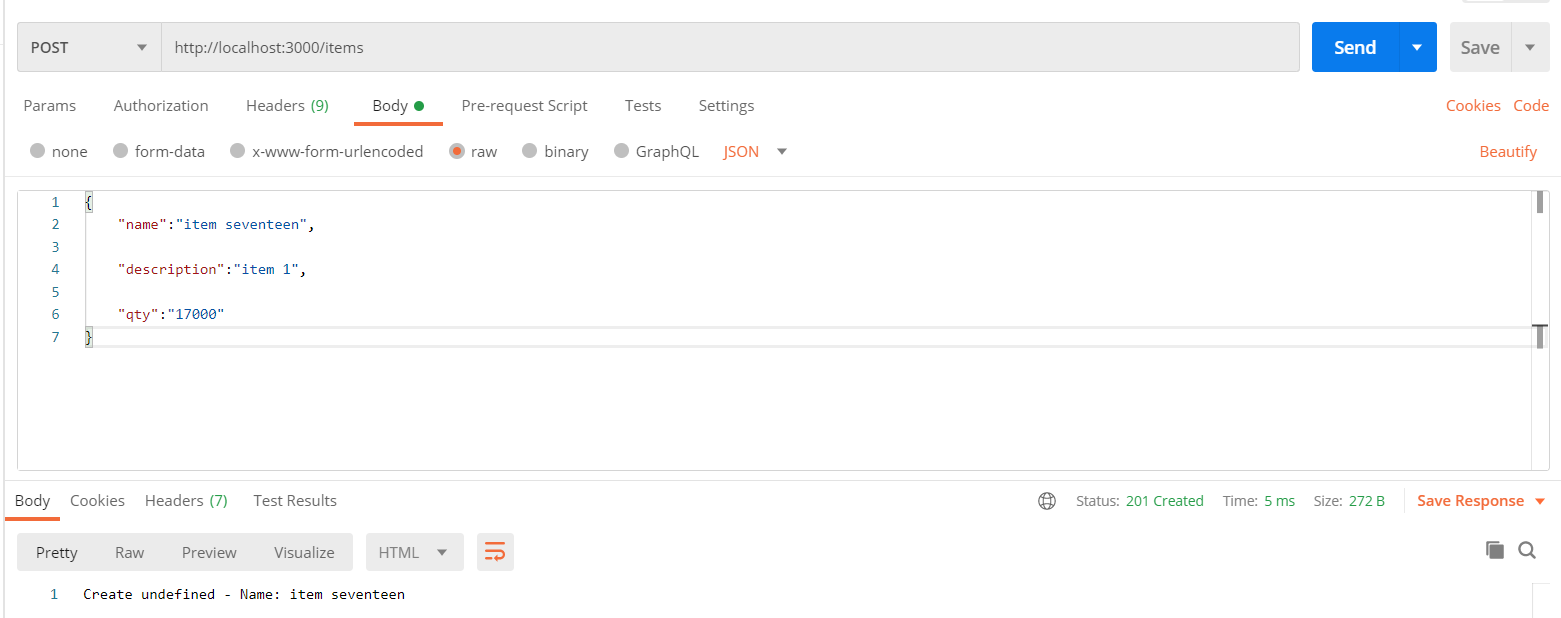 POST http://localhost:3000/items Send Save
Params Authorization Headers (9) Body Pre-request Script Tests Settings Cookies Code
none form-data x-www-form-urlencoded raw binary GraphQL JSON Beautify
1 {
2 "name":"item seventeen",
3
4 "description":"item 1",
5
6 "qty":"17000"
7 }
Body Cookies Headers (7) Test Results Status: 201 Created Time: 5 ms Size: 272 B Save Response
Pretty Raw Preview Visualize HTML
1 Create undefined - Name: item seventeen